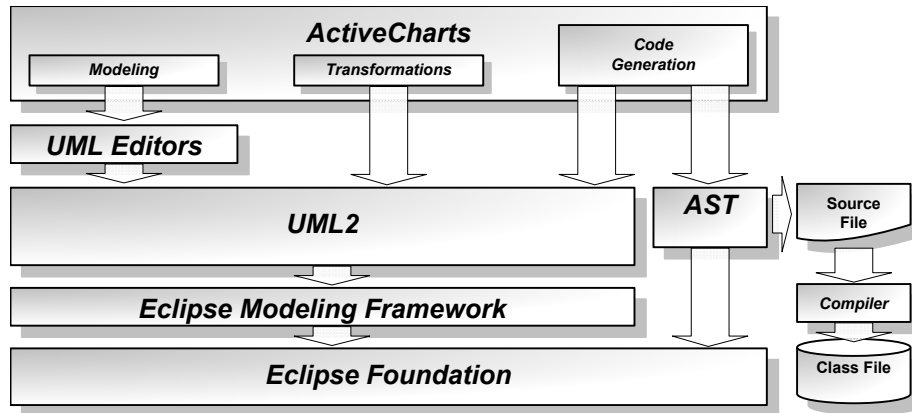 ActiveCharts
Modeling
Transformations
Code
Generation
UML Editors
UML2
AST
Source
File
Eclipse Modeling Framework
Compiler
Eclipse Foundation
Class File